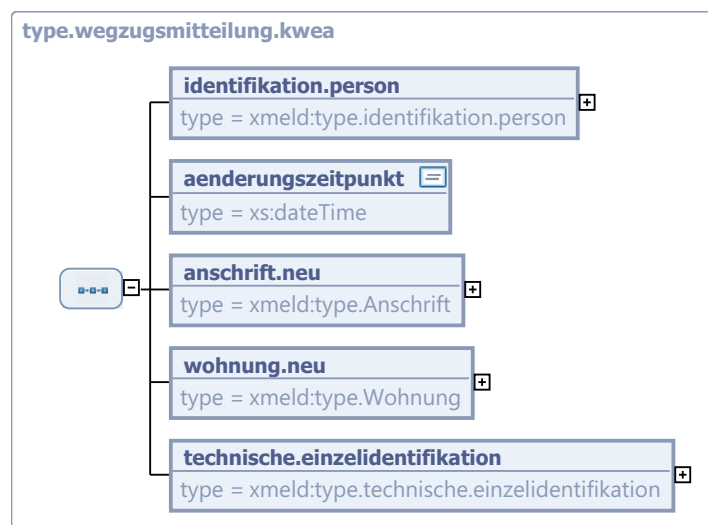 type.wegzugsmitteilung.kwea
identifikation.person
type = xmeld:type.identifikation.person
aenderungszeitpunkt
type = xs:dateTime
anschrift.neu
type = xmeld:type.Anschrift
wohnung.neu
type = xmeld:type.Wohnung
technische.einzelidentifikation
type = xmeld:type.technische.einzelidentifikation